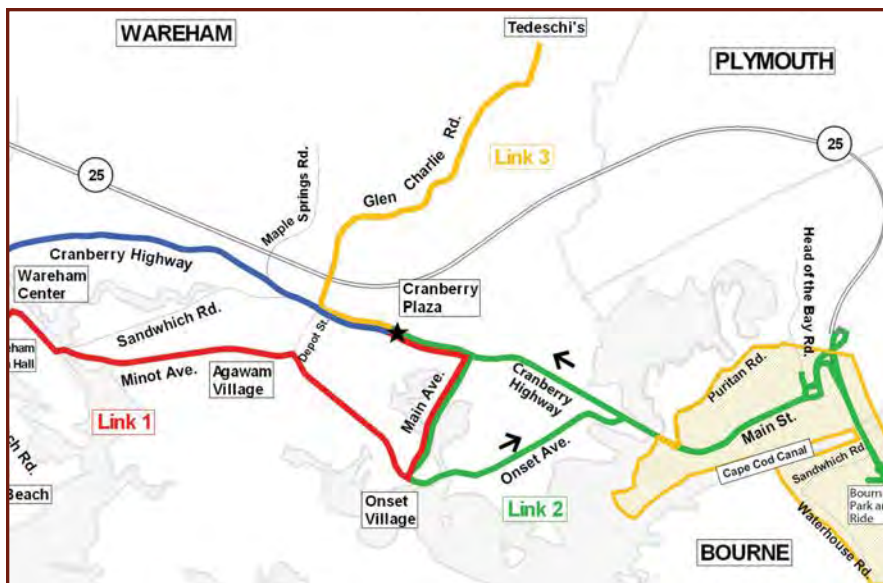 WAREHAM
Tedeschi's
PLYMOUTH
25
25
Link 3
Glen Charlie Rd.
Maple Springs Rd.
Cranberry Highway
Wareham
Center
Cranberry
Plaza
Head of the Bay Rd.
Sandwhich Rd.
Depot St.
eham
Hall
Minot Ave.
Agawam
Village
Main Ave.
Cranberry
Highway
Puritan Rd.
Link 1
Main St.
Onset Ave.
Cape Cod Canal
Sandwhich Rd
ch Rd.
Beach
Onset
Village
Link 2
Bourn
Park a
Ride
Waterhouse Rd.
BOURNE